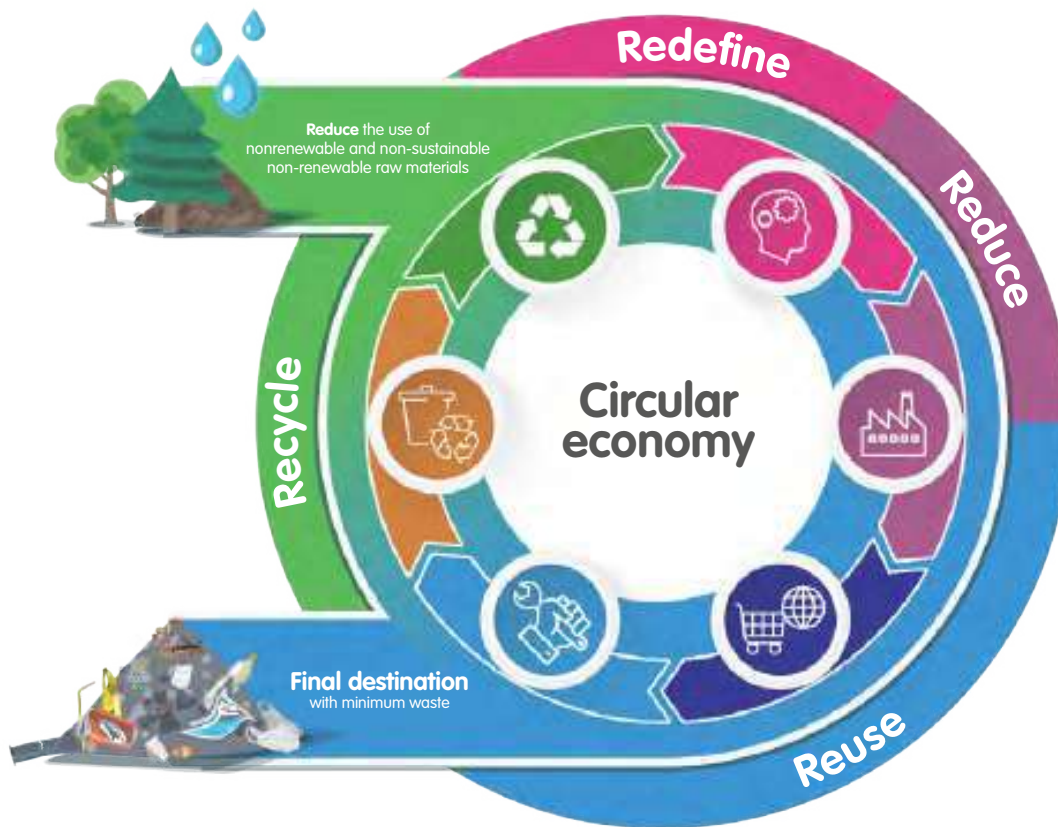 Redefine
Reduce the use of
nonrenewable and non-sustainable
non-renewable raw materials
Reduce
Circular
economy
Recycle
Final destination
with minimum waste
Reuse